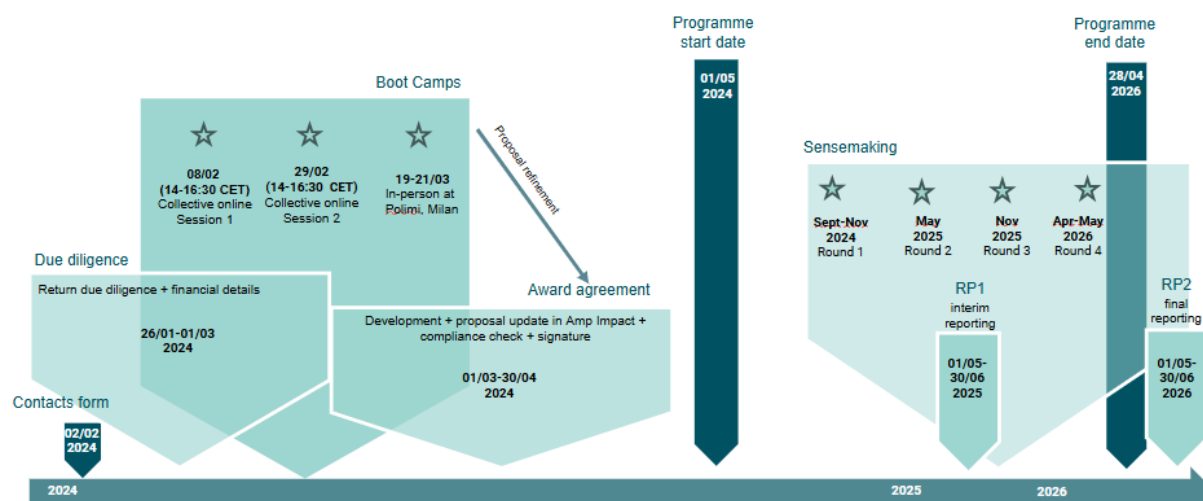 Programme
start date
01/05
2024
Programme
end date
28/04
2026
Boot Camps
08/02
(14-16:30 CET)
Collective online
Session 1
29/02
(14-16:30 CET)
Collective online
Session 2
19-21/03
In-person at
Polimi, Milan
Proposal refinement
Sensemaking
Sept-Nov
2024
Round 1
May
2025
Round 2
Nov
2025
Round 3
Apr-May
2026
Round 4
Due diligence
Return due diligence + financial details
26/01-01/03
2024
Award agreement
Development + proposal update in Amp Impact +
compliance check + signature
01/03-30/04
2024
RP1
interim
reporting
01/05-
30/06
2025
RP2
final
reporting
01/05-
30/06
2026
Contacts form
02/02
2024
2024
2025
2026